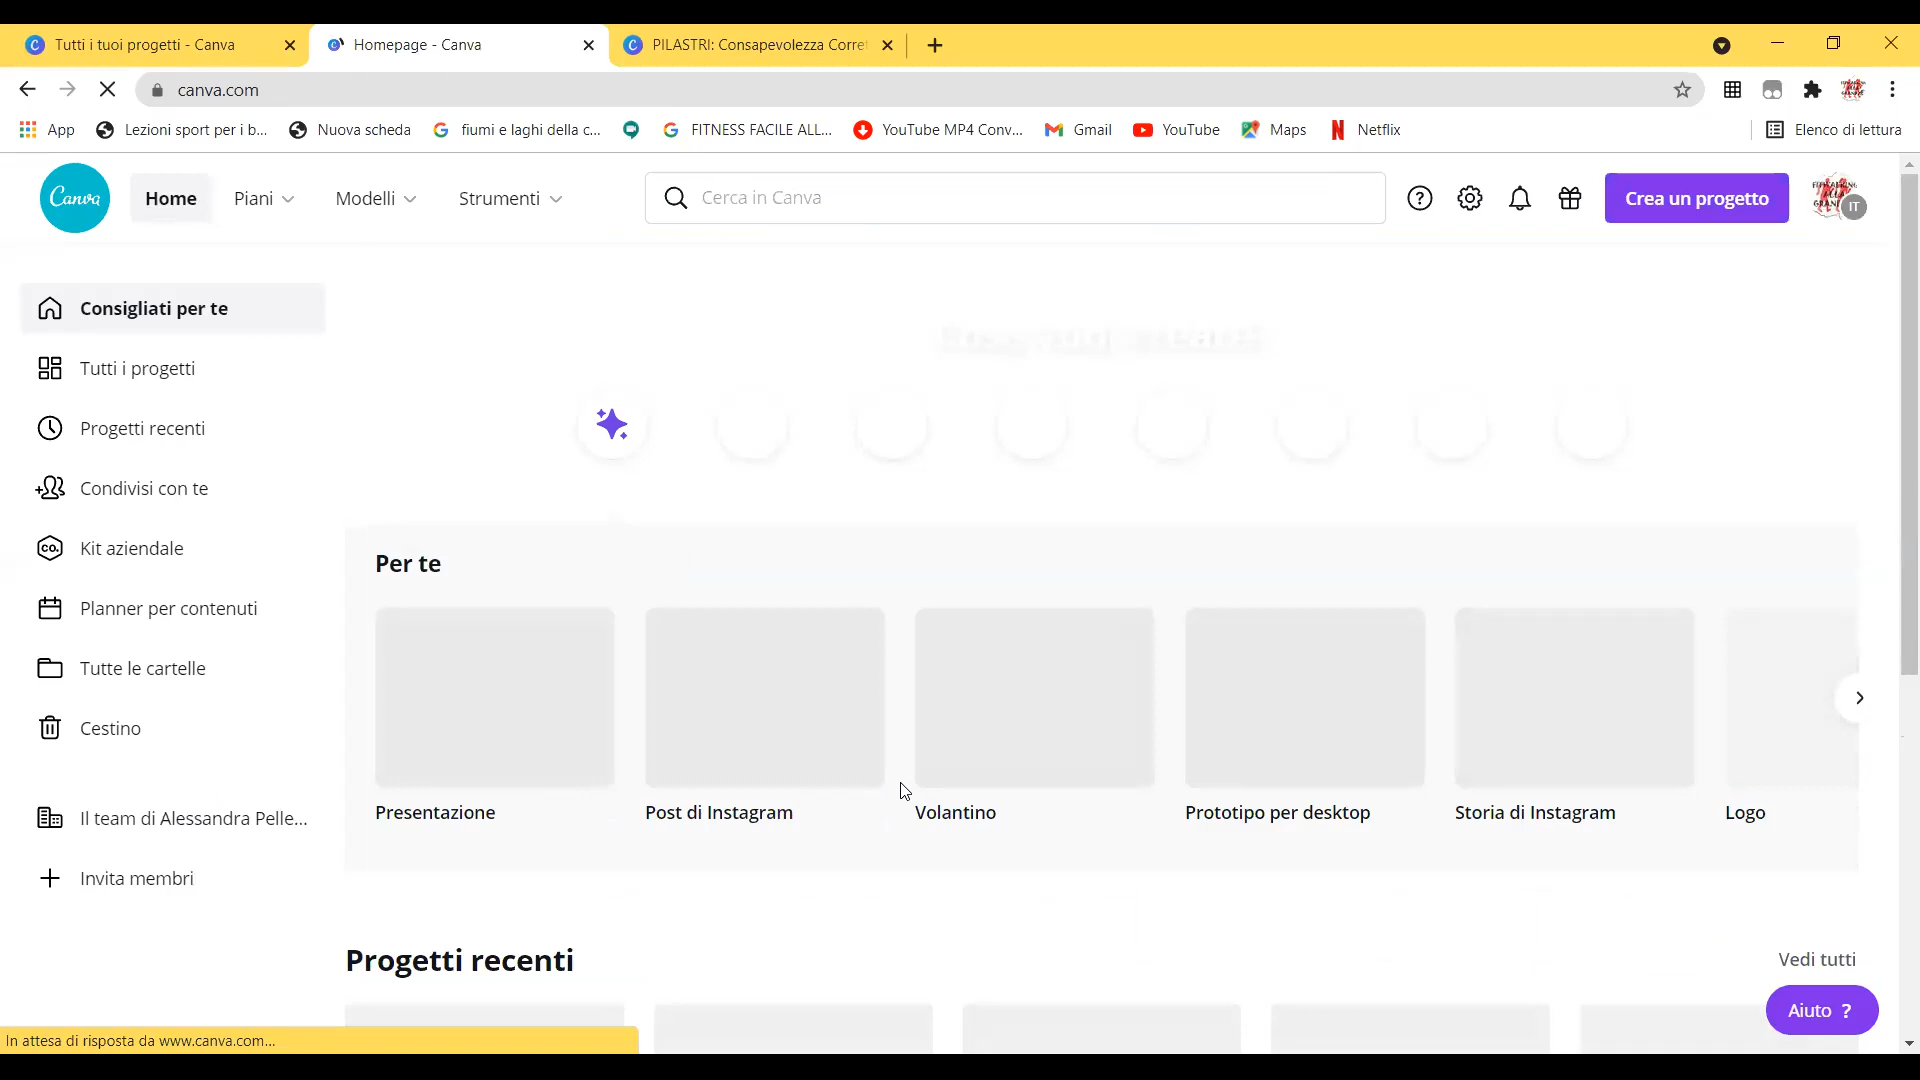 Tutti i tuoi progetti - Canva
Homepage - Canva
PILASTRI: Consapevolezza Corre
canva.com
App
Lezioni sport per i b...
Nuova scheda
fiumi e laghi della c...
FITNESS FACILE ALL...
YouTube MP4 Conv...
Gmail
YouTube
Maps
Netflix
Elenco di lettura
Canva
Home
Piani
Modelli
Strumenti
Cerca in Canva
Crea un progetto
IT
Consigliati per te
Tutti i progetti
Progetti recenti
Condivisi con te
CO.
Kit aziendale
Planner per contenuti
Tutte le cartelle
Cestino
Il team di Alessandra Pelle...
Invita membri
Per te
Presentazione
Post di Instagram
Volantino
Prototipo per desktop
Storia di Instagram
Logo
Progetti recenti
Vedi tutti
Aiuto ?
In attesa di risposta da www.canva.com...